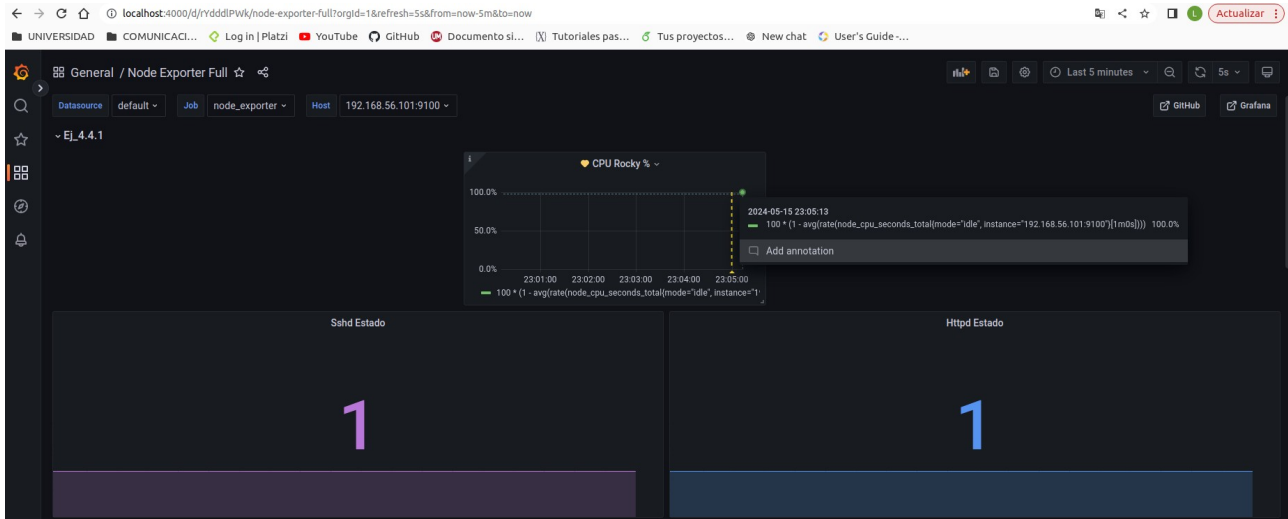 localhost:4000/d/rYdddlPWk/node-exporter-full?orgId=1&refresh=5s&from=now-5m&to=now
Actualizar
UNIVERSIDAD COMUNICACI... Log in | Platzi YouTube GitHub Documento si... Tutoriales pas... Tus proyectos... New chat User's Guide -...
General / Node Exporter Full
Last 5 minutes 5s
Datasource default Job node_exporter Host 192.168.56.101:9100 GitHub Grafana
Ej_4.4.1
CPU Rocky %
100.0%
50.0%
0.0%
23:01:00 23:02:00 23:03:00 23:04:00 23:05:00
100 * (1 - avg(rate(node_cpu_seconds_total{mode="idle", instance="1
2024-05-15 23:05:13
100 * (1 - avg(rate(node_cpu_seconds_total{mode="idle", instance="192.168.56.101:9100"}[1m0s]))) 100.0%
Add annotation
Sshd Estado
1
Httpd Estado
1